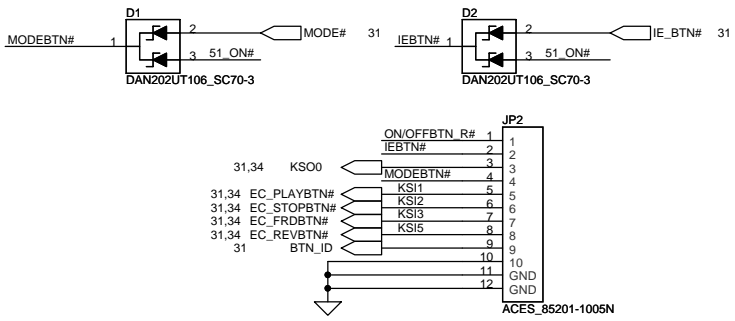 D1
D2
MODEBTN# 1 2 MODE# 31
3 51_ON#
DAN202UT106_SC70-3
IEBTN# 1 2 IE_BTN# 31
3 51_ON#
DAN202UT106_SC70-3
JP2
ON/OFFBTN_R# 1 1
IEBTN# 2 2
31,34 KSO0 3 3
MODEBTN# 4 4
31,34 EC_PLAYBTN# KSI1 5 5
31,34 EC_STOPBTN# KSI2 6 6
31,34 EC_FRDBTN# KSI3 7 7
31,34 EC_REVBTN# KSI5 8 8
31 BTN_ID 9 9
10 10
11 GND
12 GND
ACES_85201-1005N